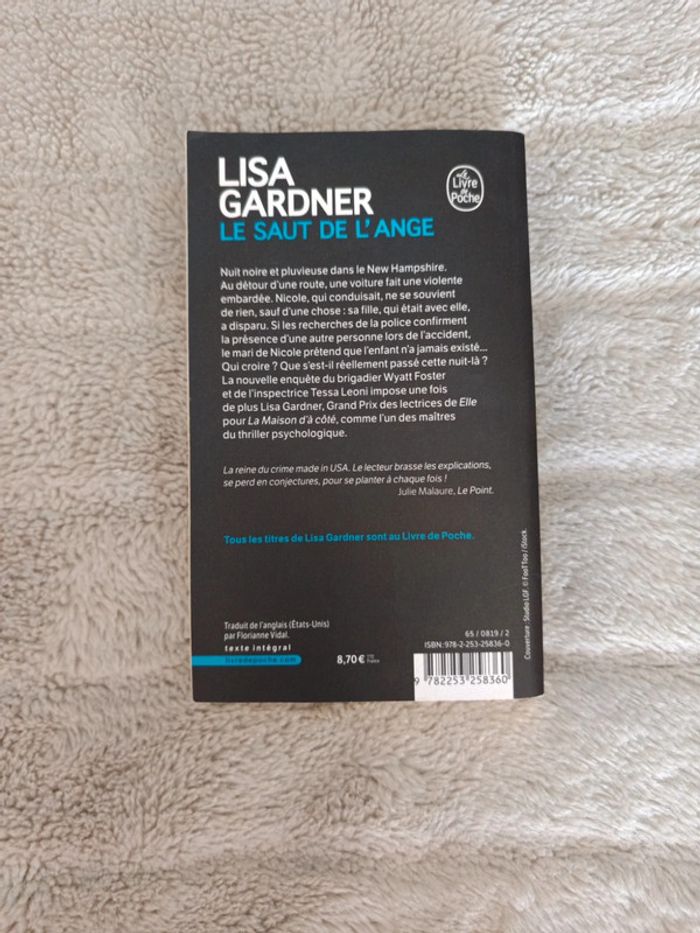 LISA
GARDNER
LE SAUT DE L'ANGE
Le
Livre
de
Poche
Nuit noire et pluvieuse dans le New Hampshire.
Au détour d'une route, une voiture fait une violente
embardée. Nicole, qui conduisait, ne se souvient
de rien, sauf d'une chose : sa fille, qui était avec elle,
a disparu. Si les recherches de la police confirment
la présence d'une autre personne lors de l'accident,
le mari de Nicole prétend que l'enfant n'a jamais existé...
Qui croire ? Que s'est-il réellement passé cette nuit-là ?
La nouvelle enquête du brigadier Wyatt Foster
et de l'inspectrice Tessa Leoni impose une fois
de plus Lisa Gardner, Grand Prix des lectrices de Elle
pour La Maison d'à côté, comme l'un des maîtres
du thriller psychologique.
La reine du crime made in USA. Le lecteur brasse les explications,
se perd en conjectures, pour se planter à chaque fois !
Julie Malaure, Le Point.
Tous les titres de Lisa Gardner sont au Livre de Poche.
Couverture : Studio LGF. © FooTToo / iStock.
Traduit de l'anglais (États-Unis)
par Florianne Vidal.
texte intégral
livredepoche.com
8,70 € TTC
France
65 / 0819 / 2
ISBN: 978-2-253-25836-0
9 782253 258360